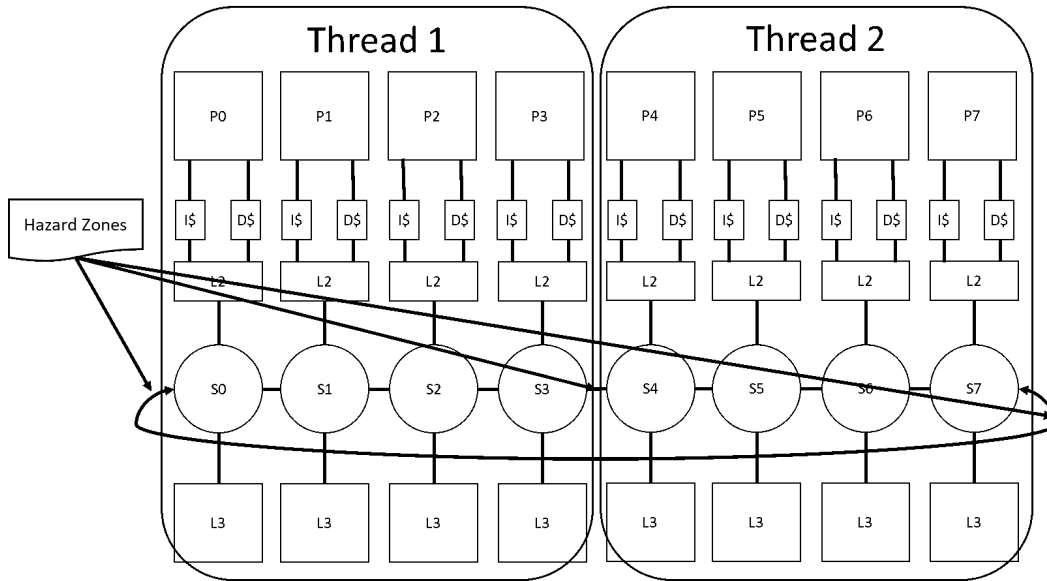 Thread 1
Thread 2
P0 P1 P2 P3 P4 P5 P6 P7
Hazard Zones
I$ D$ I$ D$ I$ D$ I$ D$ I$ D$ I$ D$ I$ D$ I$ D$
L2 L2 L2 L2 L2 L2 L2 L2
S0 S1 S2 S3 S4 S5 S6 S7
L3 L3 L3 L3 L3 L3 L3 L3